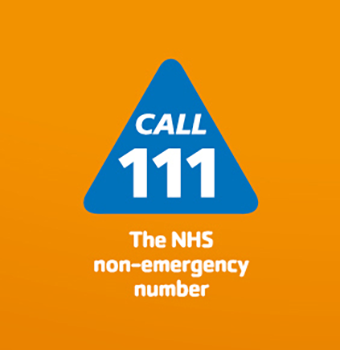 CALL
111
The NHS
non-emergency
number